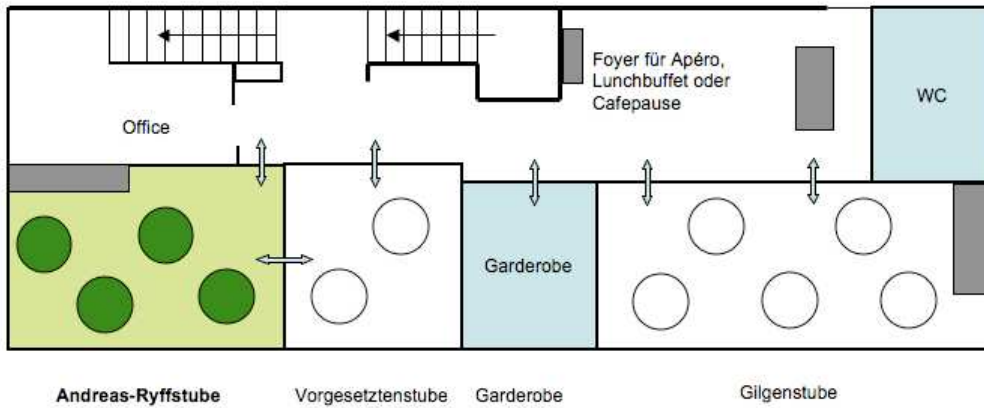 Foyer für Apéro,
Lunchbuffet oder
Cafepause
WC
Office
Garderobe
Andreas-Ryffstube
Vorgesetztenstube
Garderobe
Gilgenstube